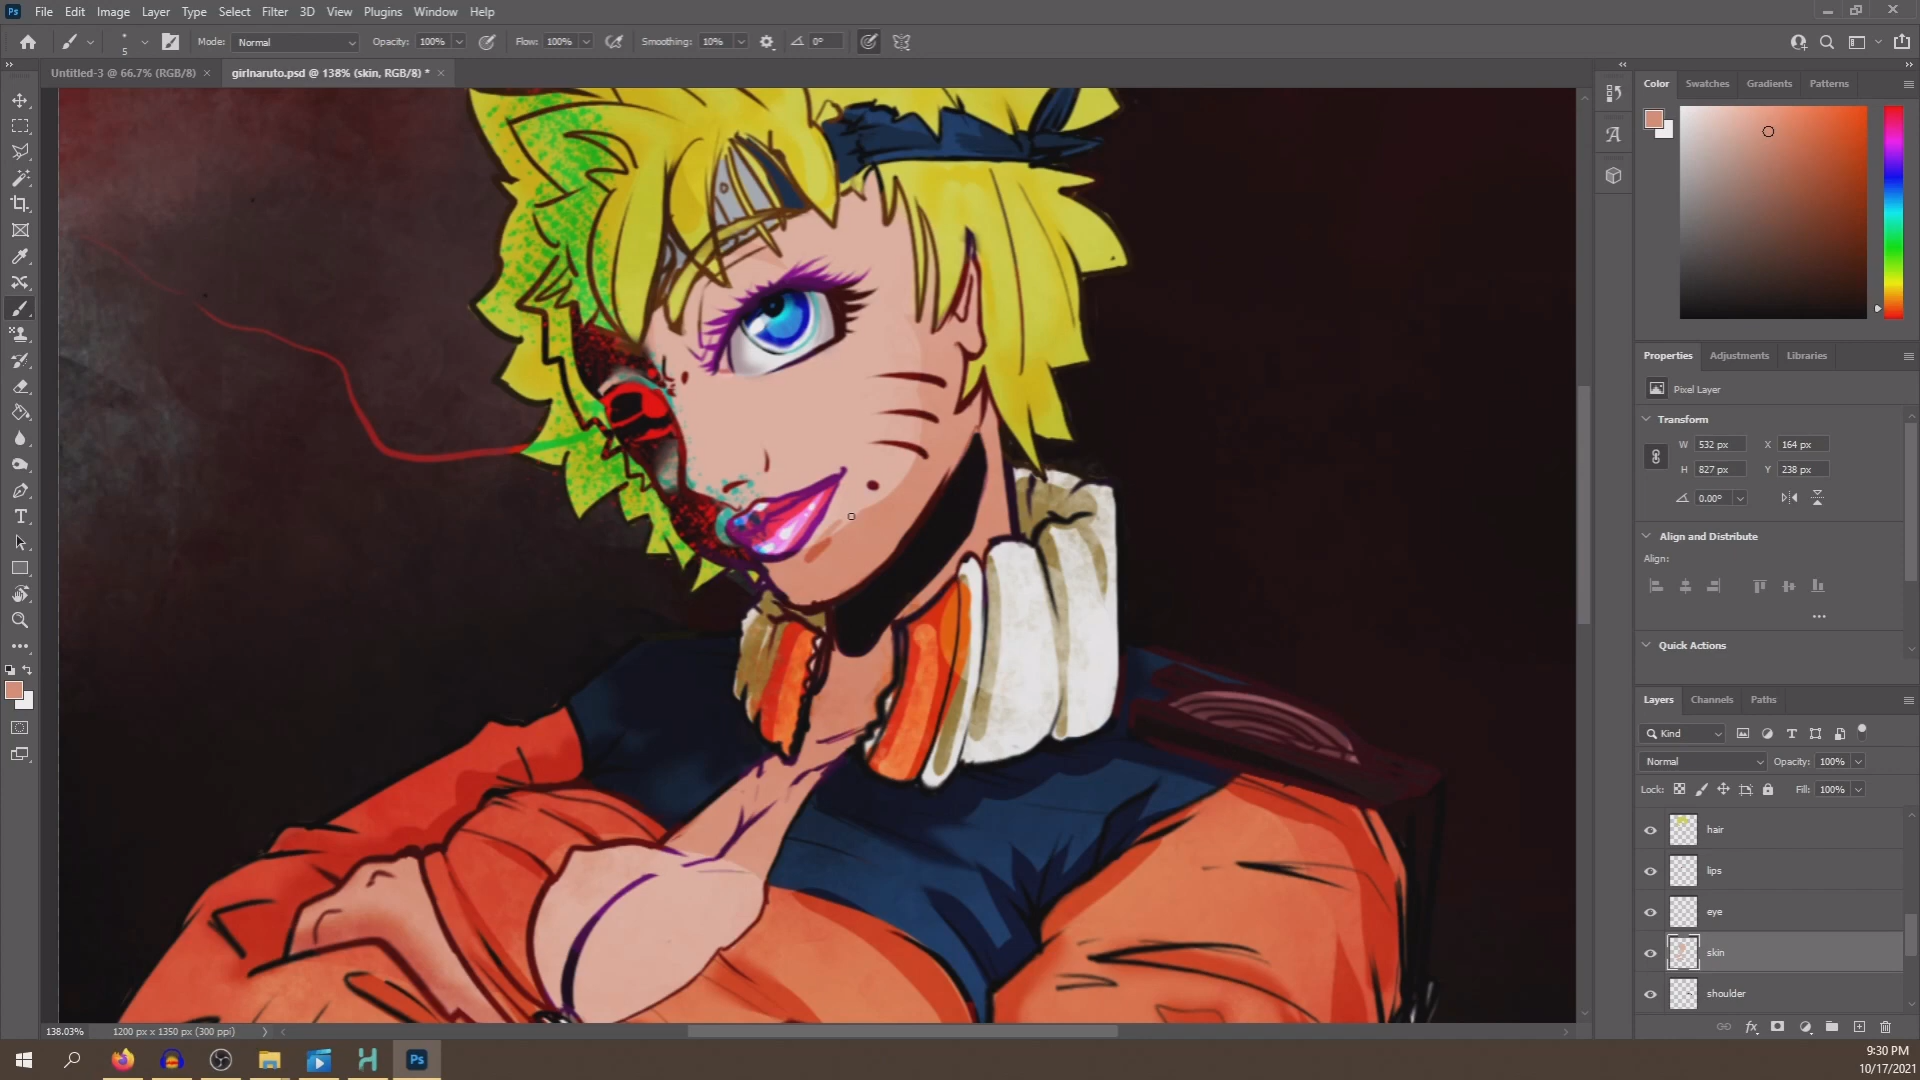 Ps File Edit Image Layer Type Select Filter 3D View Plugins Window Help
5 Mode: Normal Opacity: 100% Flow: 100% Smoothing: 10% 0°
Untitled-3 @ 66.7% (RGB/8) × girlnaruto.psd @ 138% (skin, RGB/8) * ×
Color Swatches Gradients Patterns
Properties Adjustments Libraries
Pixel Layer
Transform
W 532 px X 164 px
H 827 px Y 238 px
0.00°
Align and Distribute
Align:
Quick Actions
Layers Channels Paths
Kind
Normal Opacity: 100%
Lock: Fill: 100%
hair
lips
eye
skin
shoulder
fx
138.03% 1200 px x 1350 px (300 ppi)
Ps
9:30 PM
10/17/2021